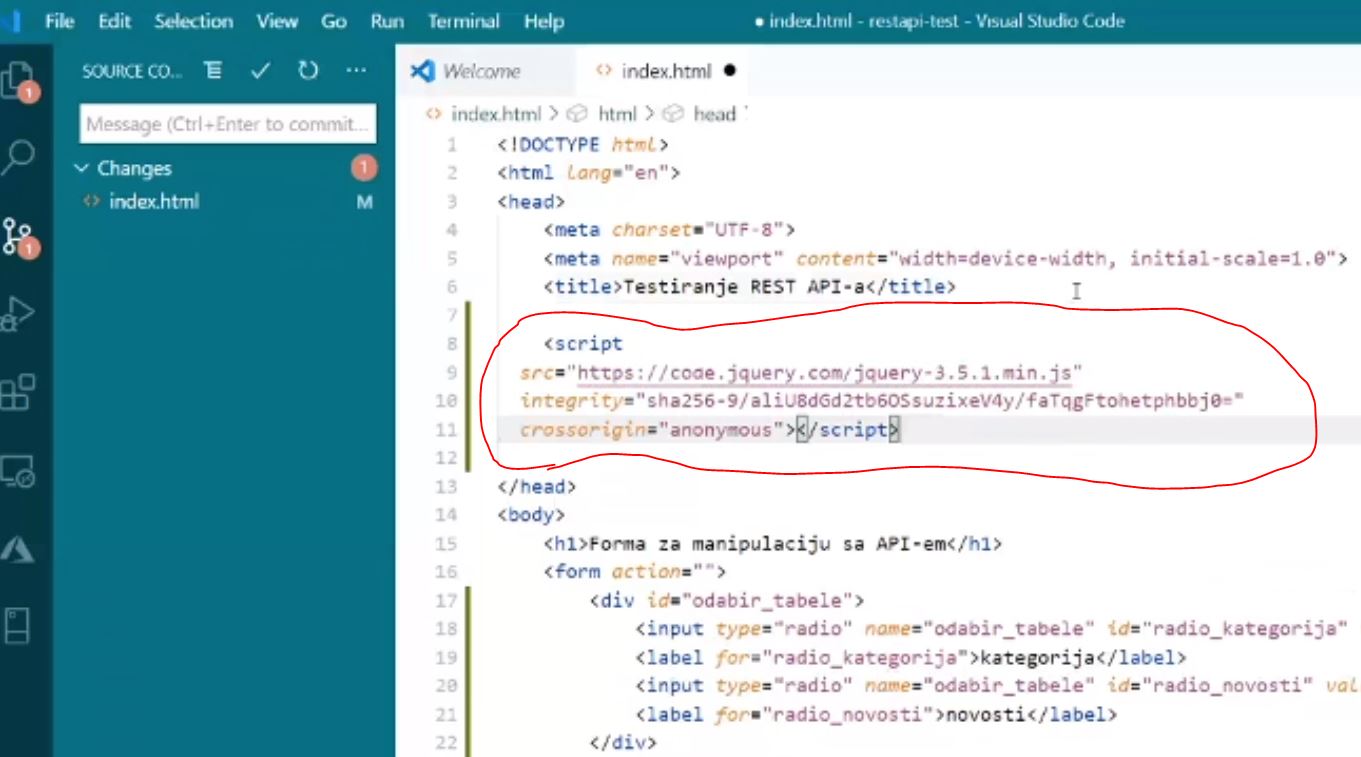 File Edit Selection View Go Run Terminal Help
● index.html - restapi-test - Visual Studio Code
SOURCE CO... ...
Message (Ctrl+Enter to commit...
Changes 1
index.html M
1
1
Welcome
index.html ●
index.html > html > head
1 <!DOCTYPE html>
2 <html lang="en">
3 <head>
4 <meta charset="UTF-8">
5 <meta name="viewport" content="width=device-width, initial-scale=1.0">
6 <title>Testiranje REST API-a</title>
7
8 <script
9 src="https://code.jquery.com/jquery-3.5.1.min.js"
10 integrity="sha256-9/aliU8dGd2tb6OSsuzixeV4y/faTqgFtohetphbbj0="
11 crossorigin="anonymous"></script>
12
13 </head>
14 <body>
15 <h1>Forma za manipulaciju sa API-em</h1>
16 <form action="">
17 <div id="odabir_tabele">
18 <input type="radio" name="odabir_tabele" id="radio_kategorija"
19 <label for="radio_kategorija">kategorija</label>
20 <input type="radio" name="odabir_tabele" id="radio_novosti" val
21 <label for="radio_novosti">novosti</label>
22 </div>